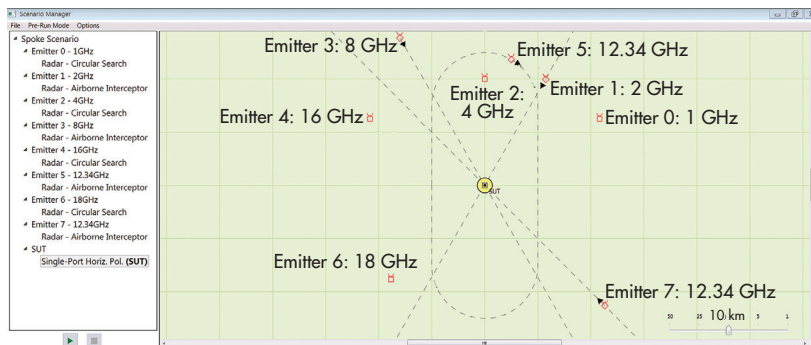 Scenario Manager
File Pre-Run Mode Options
Spoke Scenario
Emitter 0 - 1GHz
Radar - Circular Search
Emitter 1 - 2GHz
Radar - Airborne Interceptor
Emitter 2 - 4GHz
Radar - Circular Search
Emitter 3 - 8GHz
Radar - Airborne Interceptor
Emitter 4 - 16GHz
Radar - Circular Search
Emitter 5 - 12.34GHz
Radar - Airborne Interceptor
Emitter 6 - 18GHz
Radar - Circular Search
Emitter 7 - 12.34GHz
Radar - Airborne Interceptor
SUT
Single-Port Horiz. Pol. (SUT)
Emitter 3: 8 GHz
Emitter 5: 12.34 GHz
Emitter 2:
4 GHz
Emitter 1: 2 GHz
Emitter 4: 16 GHz
Emitter 0: 1 GHz
SUT
Emitter 6: 18 GHz
Emitter 7: 12.34 GHz
50 25 10 km 5 1